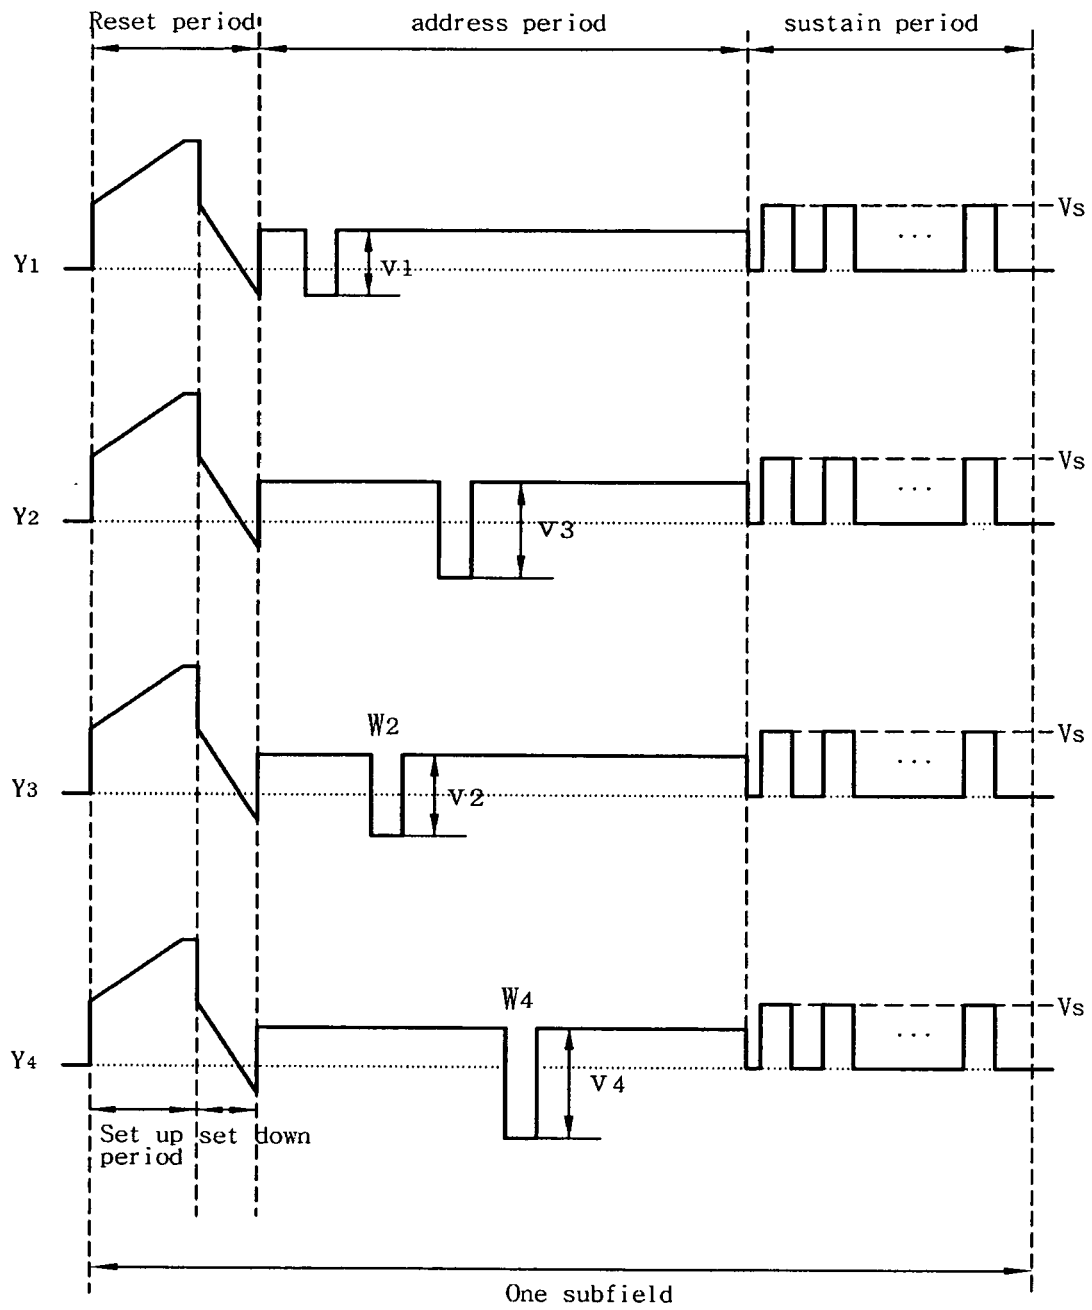 Reset period address period sustain period
Vs
Y1 V1 ...
Vs
Y2 V3 ...
W2
Vs
Y3 V2 ...
W4
Vs
Y4 V4 ...
Set up set down
period
One subfield